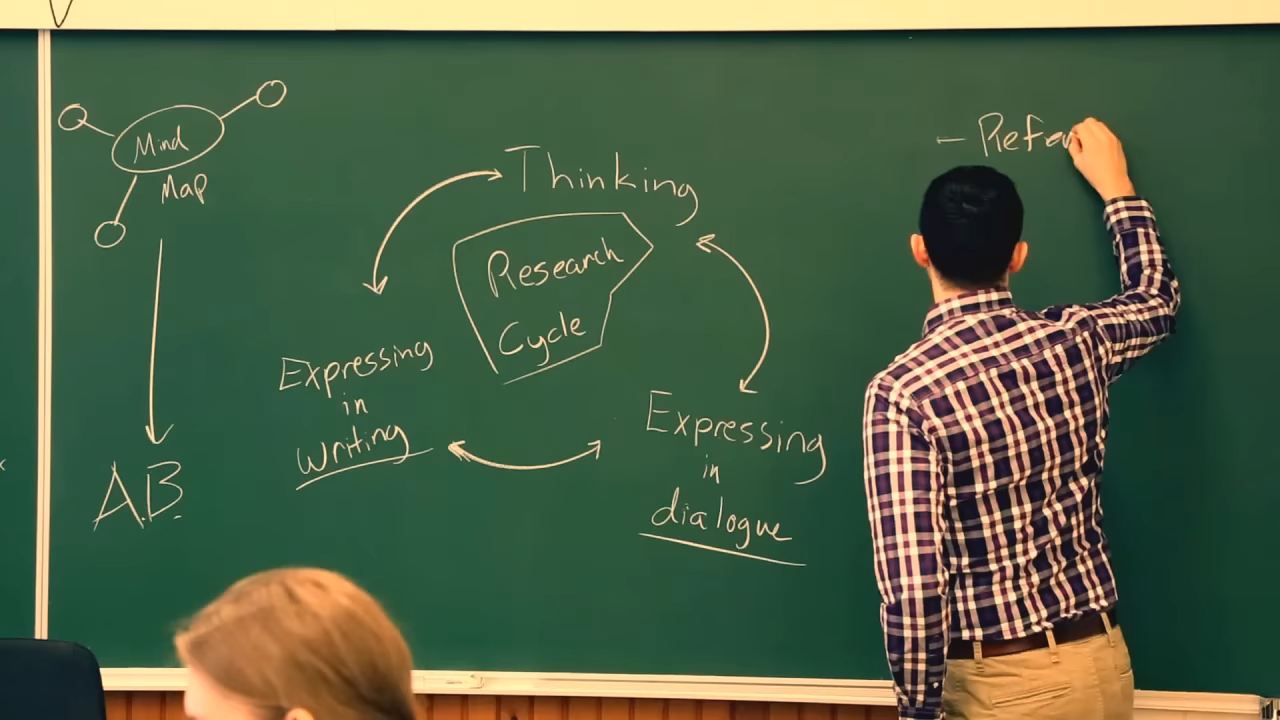 Mind
Map
A.B.
Thinking
Research
Cycle
Expressing
in
writing
Expressing
in
dialogue